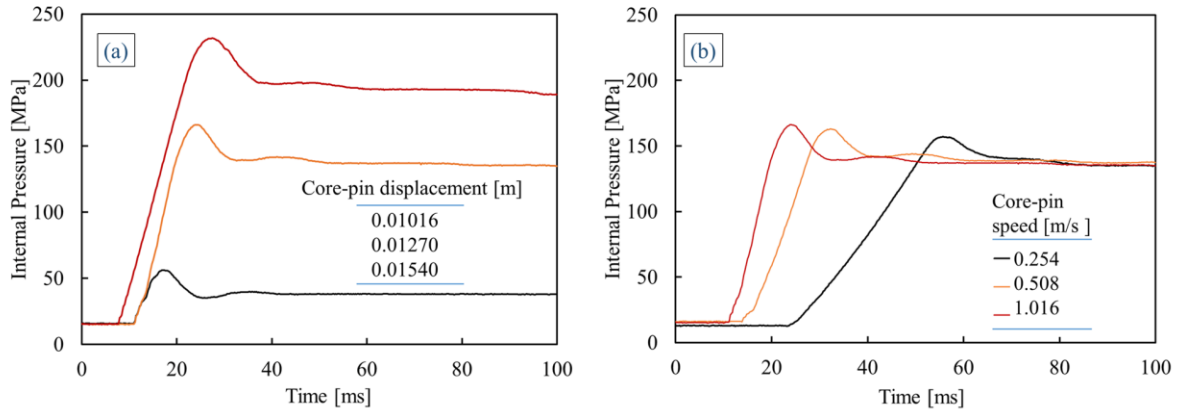 (a)
Internal Pressure [MPa]
250
200
150
100
50
0
Core-pin displacement [m]
0.01016
0.01270
0.01540
0 20 40 60 80 100
Time [ms]
(b)
Internal Pressure [MPa]
250
200
150
100
50
0
Core-pin
speed [m/s ]
0.254
0.508
1.016
0 20 40 60 80 100
Time [ms]